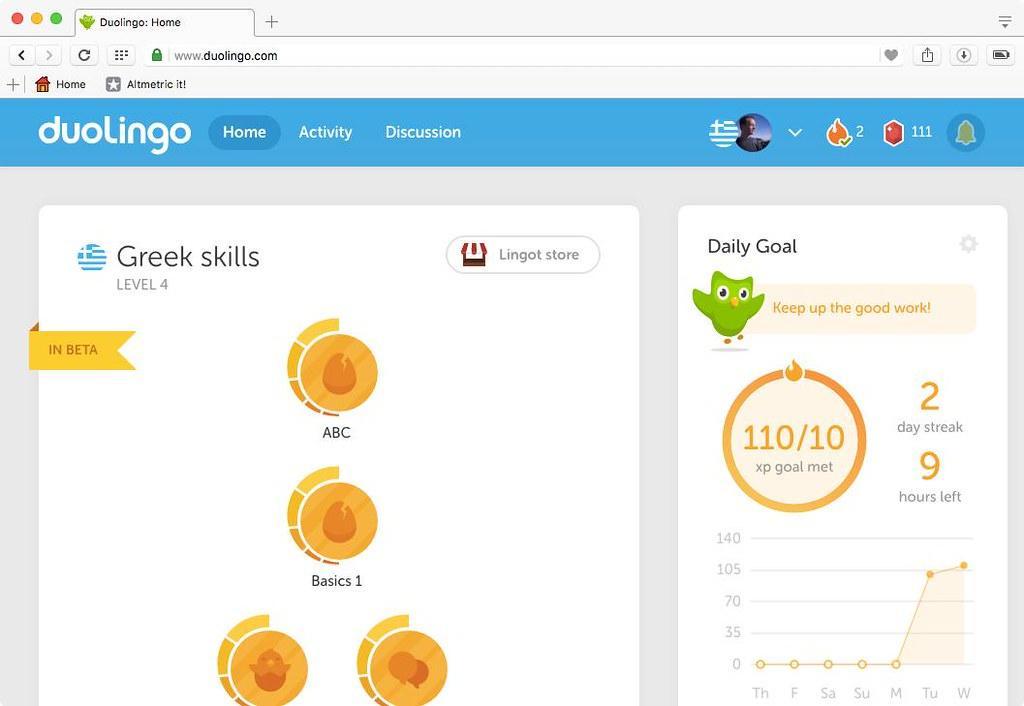 Duolingo: Home
www.duolingo.com
Home
Altmetric it!
duolingo
Home
Activity
Discussion
2
111
Greek skills
LEVEL 4
Lingot store
IN BETA
ABC
Basics 1
Daily Goal
Keep up the good work!
110/10
xp goal met
2
day streak
9
hours left
140
105
70
35
0
Th F Sa Su M Tu W